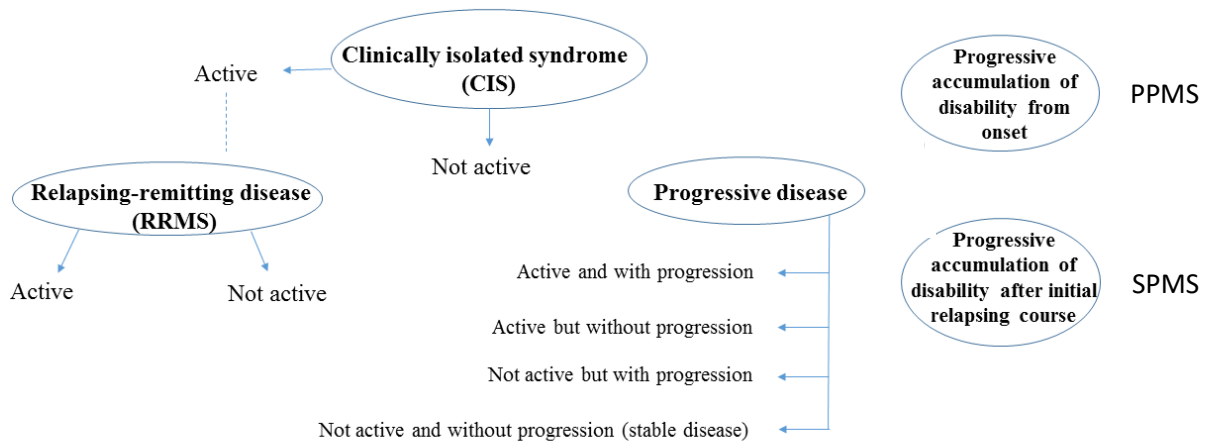 Clinically isolated syndrome
(CIS)
Active
Not active
Relapsing-remitting disease
(RRMS)
Active
Not active
Progressive disease
Active and with progression
Active but without progression
Not active but with progression
Not active and without progression (stable disease)
Progressive
accumulation of
disability from
onset
PPMS
Progressive
accumulation of
disability after initial
relapsing course
SPMS